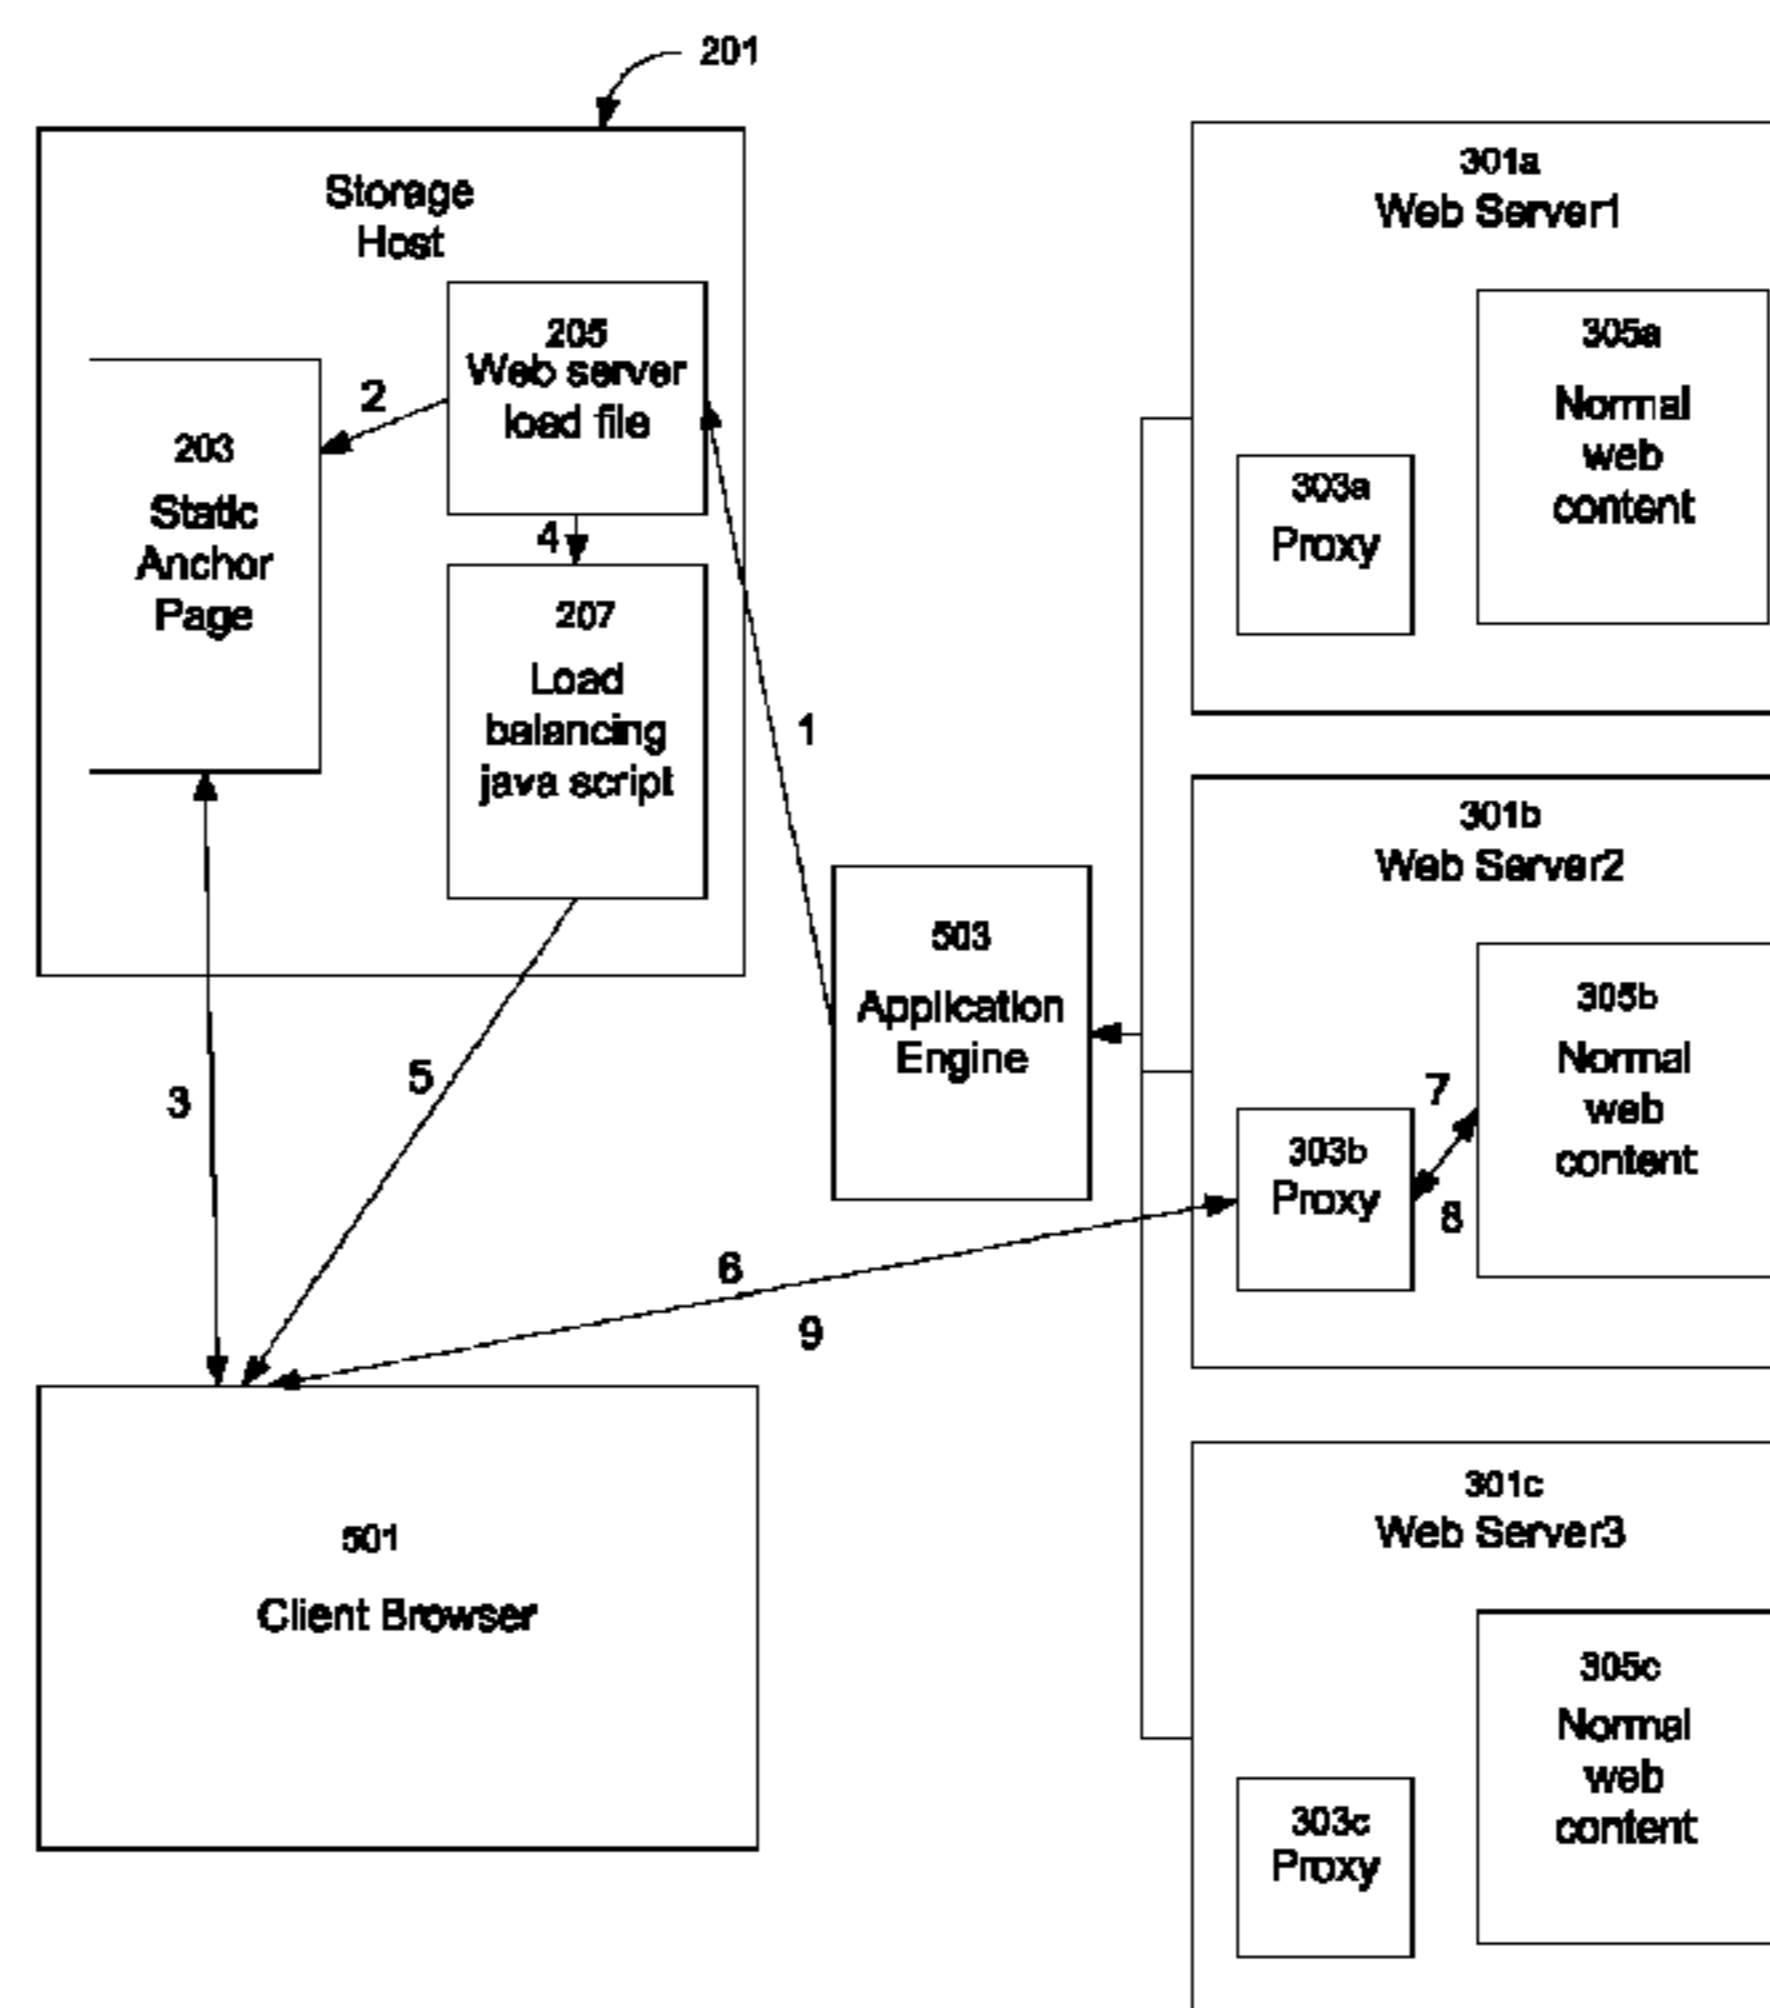 201
Storage
Host
205
Web server
load file
2
203
Static
Anchor
Page
4
207
Load
balancing
java script
1
3
5
503
Application
Engine
6
9
501
Client Browser
301a
Web Server1
305a
Normal
web
content
303a
Proxy
301b
Web Server2
305b
Normal
web
content
7
303b
Proxy
8
301c
Web Server3
305c
Normal
web
content
303c
Proxy